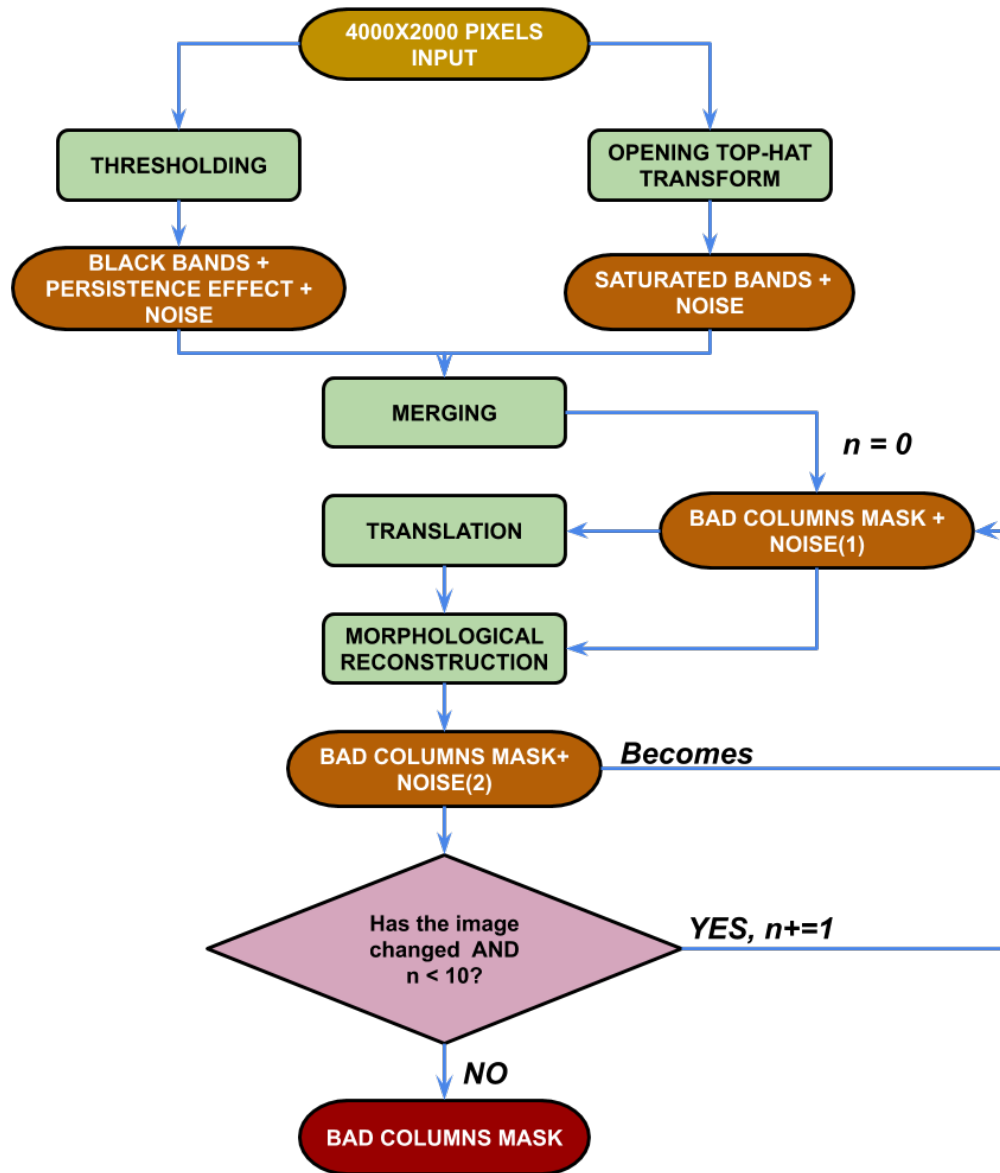 4000X2000 PIXELS
INPUT
THRESHOLDING
OPENING TOP-HAT
TRANSFORM
BLACK BANDS +
PERSISTENCE EFFECT +
NOISE
SATURATED BANDS +
NOISE
MERGING
n = 0
TRANSLATION
BAD COLUMNS MASK +
NOISE(1)
MORPHOLOGICAL
RECONSTRUCTION
BAD COLUMNS MASK+
NOISE(2)
Becomes
Has the image
changed AND
n < 10?
YES, n+=1
NO
BAD COLUMNS MASK